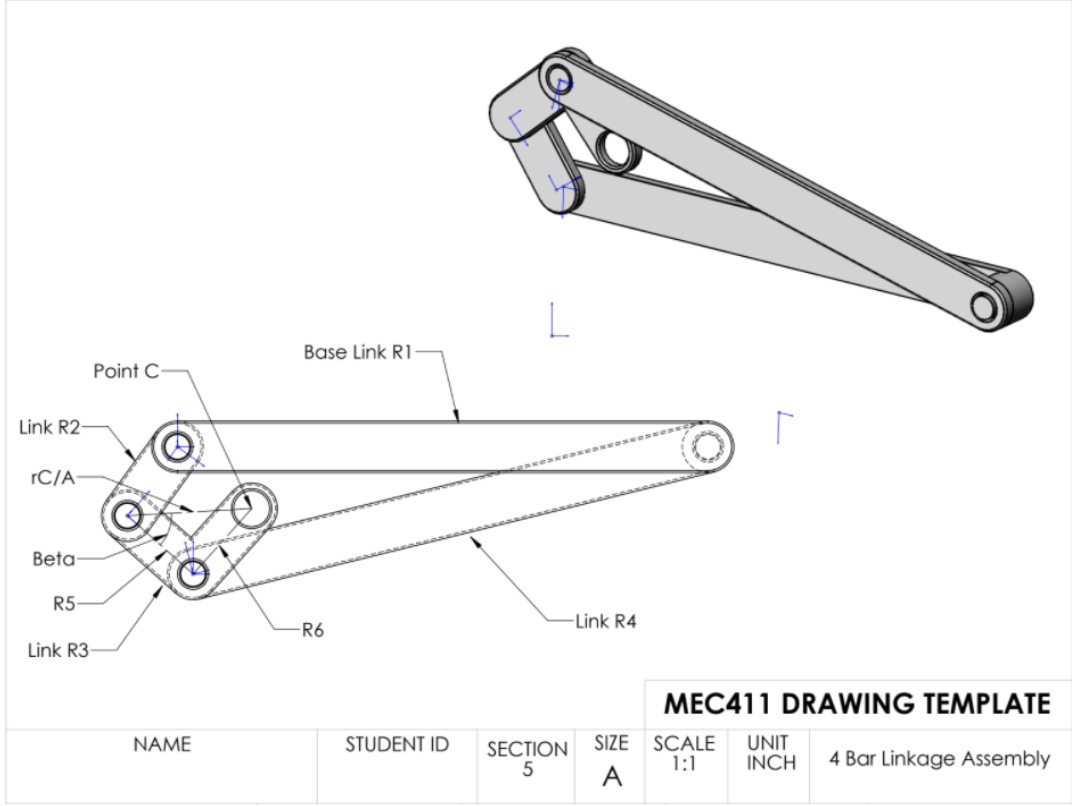 Base Link R1
Point C
Link R2
rC/A
Beta
R5
Link R3
R6
Link R4
MEC411 DRAWING TEMPLATE
NAME
STUDENT ID
SECTION
5
SIZE
A
SCALE
1:1
UNIT
INCH
4 Bar Linkage Assembly